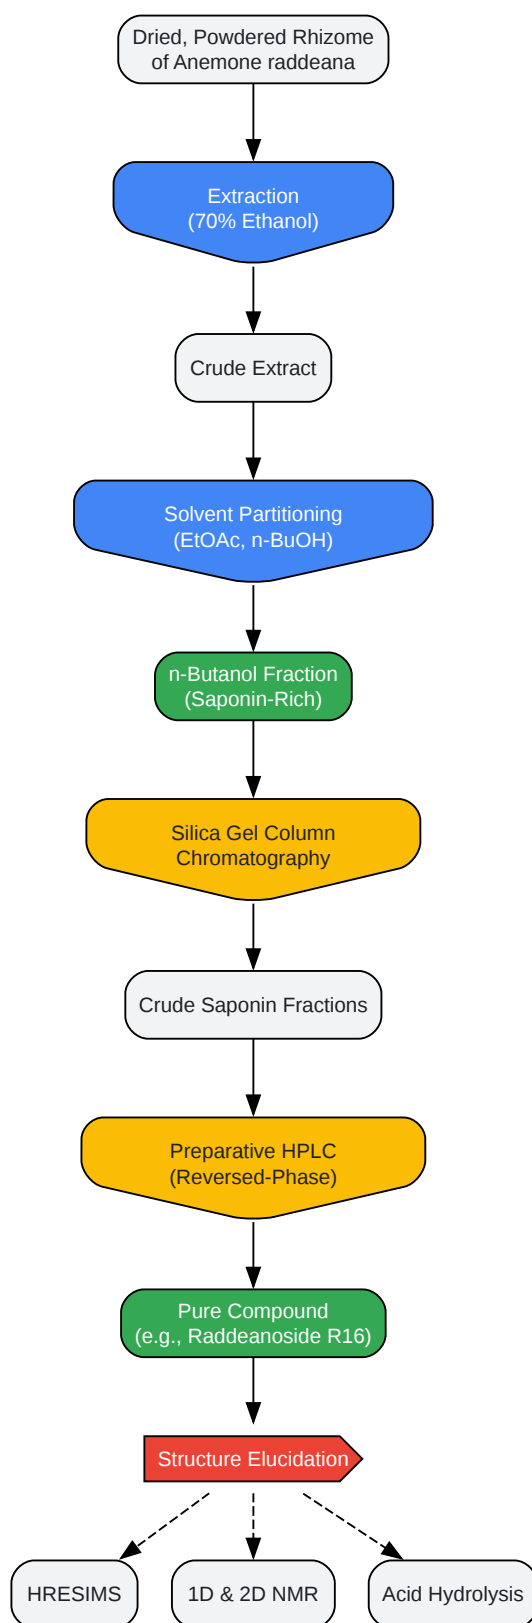 Dried, Powdered Rhizome
of Anemone raddeana
Extraction
(70% Ethanol)
Crude Extract
Solvent Partitioning
(EtOAc, n-BuOH)
n-Butanol Fraction
(Saponin-Rich)
Silica Gel Column
Chromatography
Crude Saponin Fractions
Preparative HPLC
(Reversed-Phase)
Pure Compound
(e.g., Raddeanoside R16)
Structure Elucidation
HRESIMS
1D & 2D NMR
Acid Hydrolysis